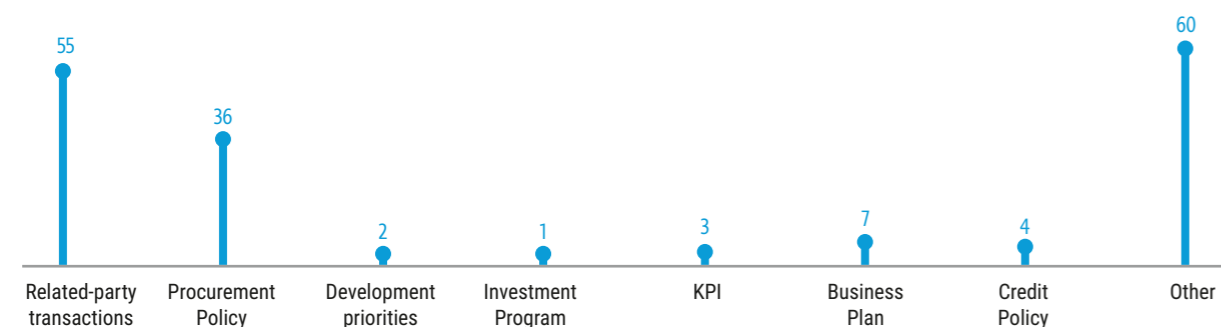 55
36
2
1
3
7
4
60
Related-party
transactions
Procurement
Policy
Development
priorities
Investment
Program
KPI
Business
Plan
Credit
Policy
Other